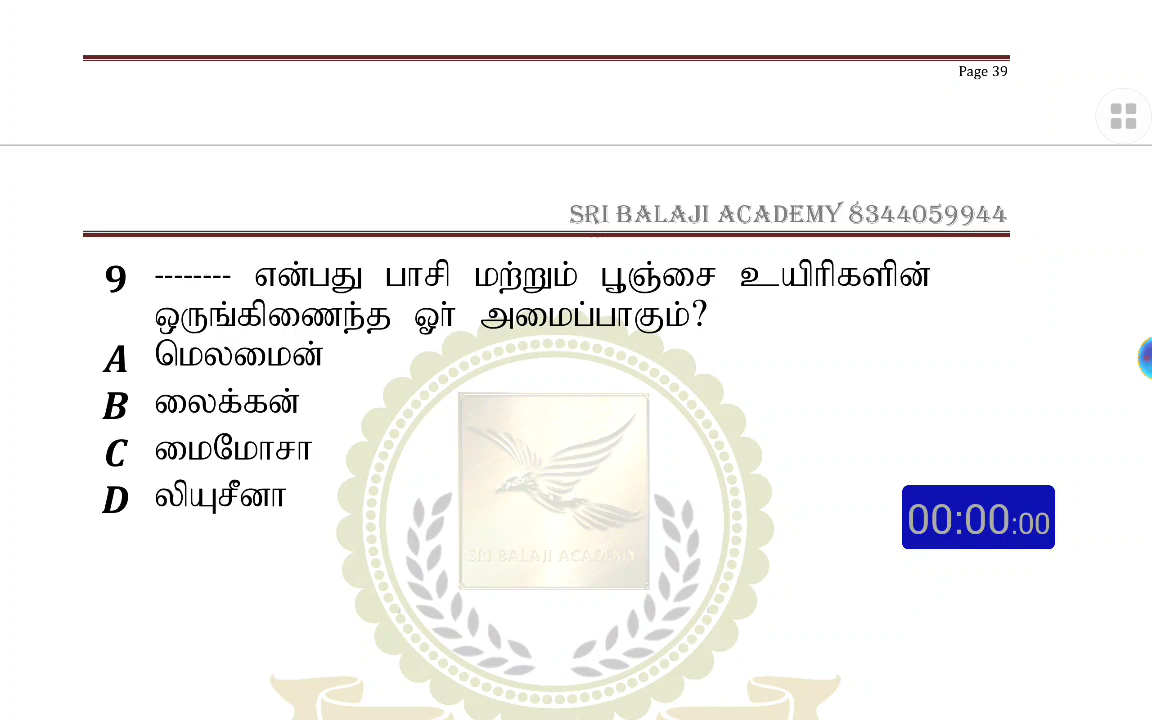 Page 39
SRI BALAJI ACADEMY 8344059944
9 -------- என்பது பாசி மற்றும் பூஞ்சை உயிரிகளின்
ஒருங்கிணைந்த ஓர் அமைப்பாகும்?
A மெலமைன்
B லைக்கன்
C மைமோசா
D லியுசீனா
SRI BALAJI ACADEMY
00:00:00